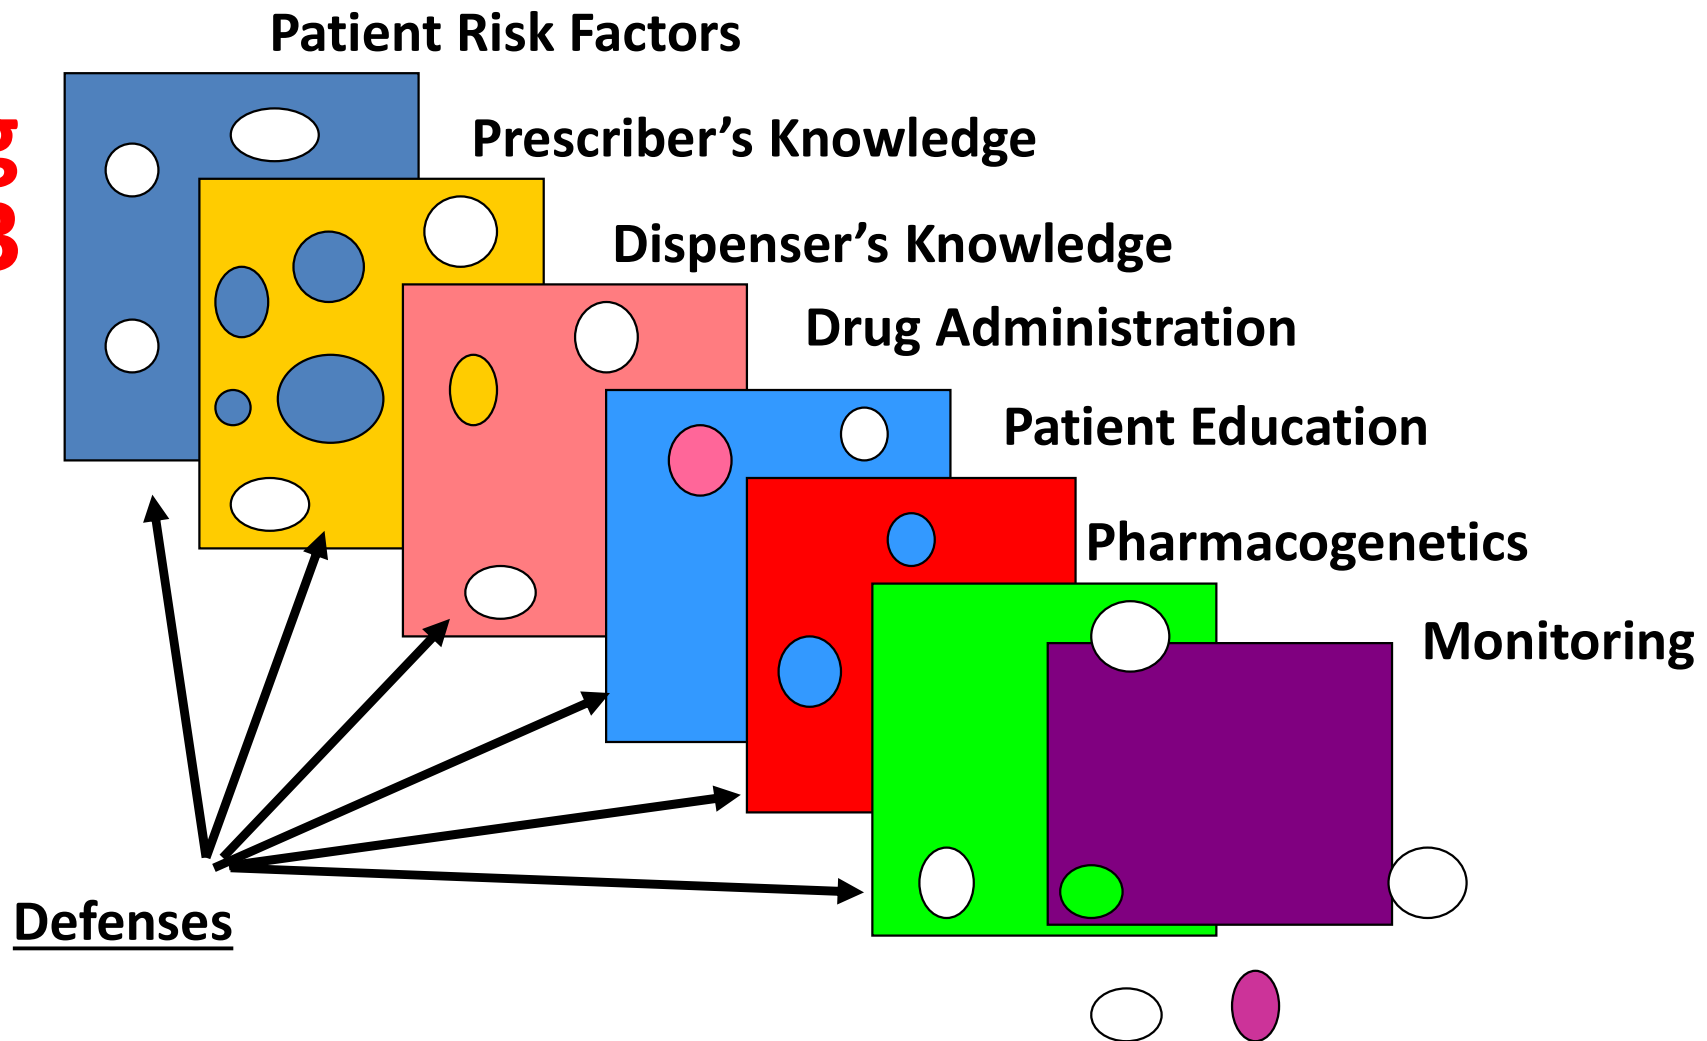 Patient Risk Factors
Prescriber’s Knowledge
Dispenser’s Knowledge
Drug Administration
Patient Education
Pharmacogenetics
Monitoring
Defenses